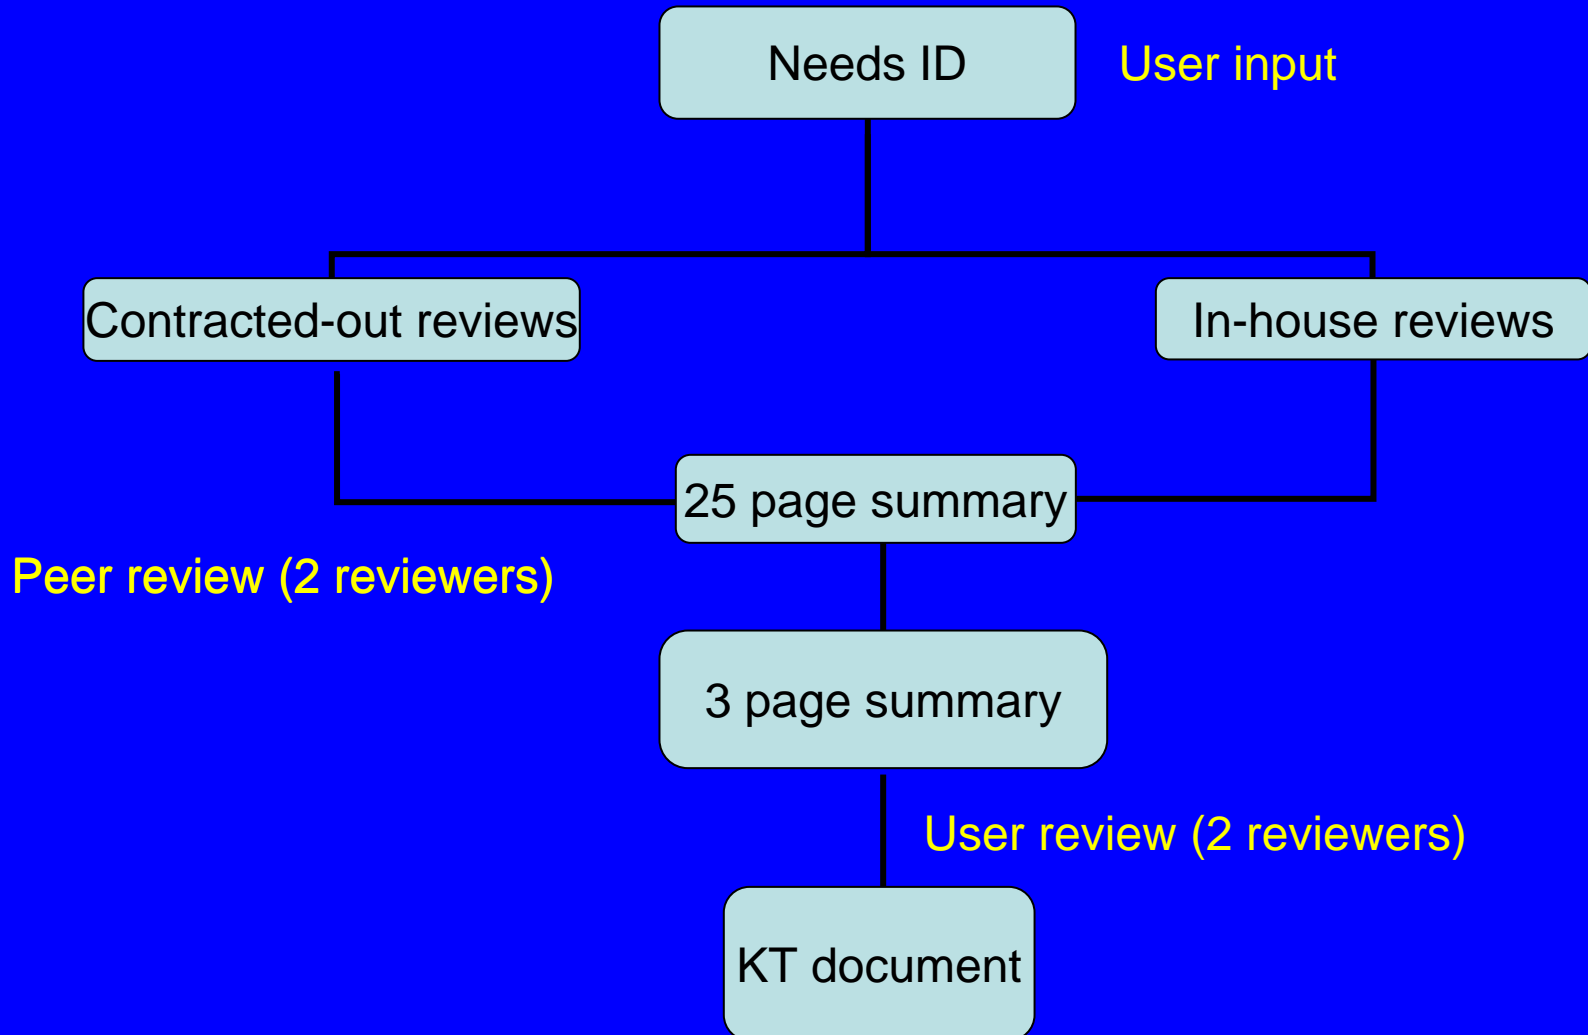 Needs ID
User input
Contracted-out reviews
In-house reviews
25 page summary
Peer review (2 reviewers)
3 page summary
User review (2 reviewers)
KT document